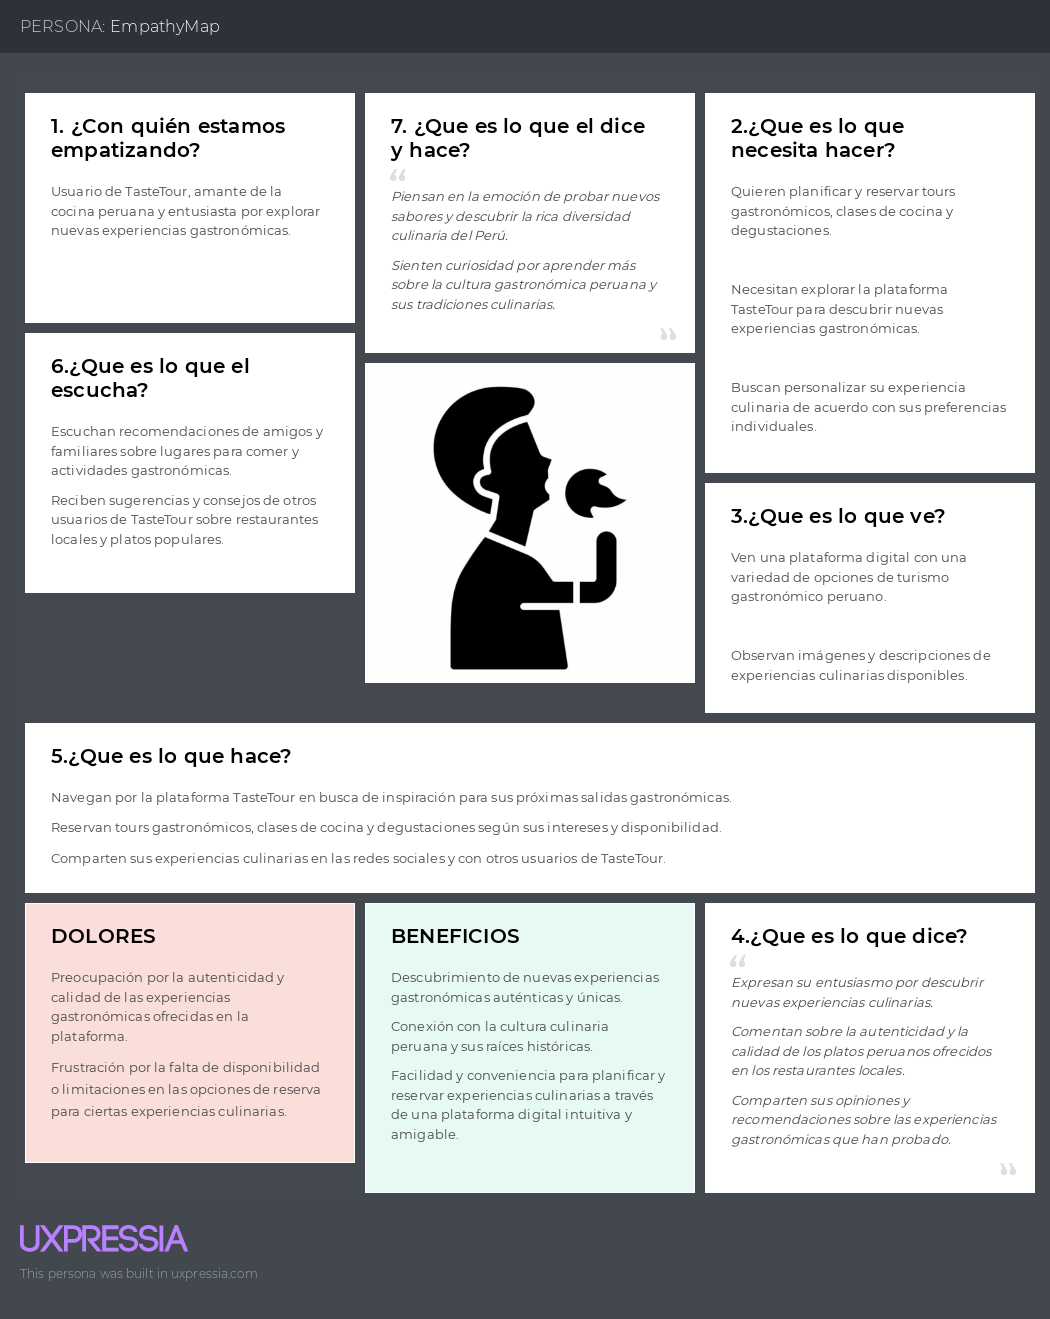 PERSONA: EmpathyMap
1. ¿Con quién estamos
empatizando?
Usuario de TasteTour, amante de la
cocina peruana y entusiasta por explorar
nuevas experiencias gastronómicas.
7. ¿Que es lo que el dice
y hace?
“
Piensan en la emoción de probar nuevos
sabores y descubrir la rica diversidad
culinaria del Perú.
Sienten curiosidad por aprender más
sobre la cultura gastronómica peruana y
sus tradiciones culinarias.
”
2.¿Que es lo que
necesita hacer?
Quieren planificar y reservar tours
gastronómicos, clases de cocina y
degustaciones.
Necesitan explorar la plataforma
TasteTour para descubrir nuevas
experiencias gastronómicas.
Buscan personalizar su experiencia
culinaria de acuerdo con sus preferencias
individuales.
6.¿Que es lo que el
escucha?
Escuchan recomendaciones de amigos y
familiares sobre lugares para comer y
actividades gastronómicas.
Reciben sugerencias y consejos de otros
usuarios de TasteTour sobre restaurantes
locales y platos populares.
3.¿Que es lo que ve?
Ven una plataforma digital con una
variedad de opciones de turismo
gastronómico peruano.
Observan imágenes y descripciones de
experiencias culinarias disponibles.
5.¿Que es lo que hace?
Navegan por la plataforma TasteTour en busca de inspiración para sus próximas salidas gastronómicas.
Reservan tours gastronómicos, clases de cocina y degustaciones según sus intereses y disponibilidad.
Comparten sus experiencias culinarias en las redes sociales y con otros usuarios de TasteTour.
DOLORES
Preocupación por la autenticidad y
calidad de las experiencias
gastronómicas ofrecidas en la
plataforma.
Frustración por la falta de disponibilidad
o limitaciones en las opciones de reserva
para ciertas experiencias culinarias.
BENEFICIOS
Descubrimiento de nuevas experiencias
gastronómicas auténticas y únicas.
Conexión con la cultura culinaria
peruana y sus raíces históricas.
Facilidad y conveniencia para planificar y
reservar experiencias culinarias a través
de una plataforma digital intuitiva y
amigable.
4.¿Que es lo que dice?
“
Expresan su entusiasmo por descubrir
nuevas experiencias culinarias.
Comentan sobre la autenticidad y la
calidad de los platos peruanos ofrecidos
en los restaurantes locales.
Comparten sus opiniones y
recomendaciones sobre las experiencias
gastronómicas que han probado.
”
UXPRESSIA
This persona was built in uxpressia.com